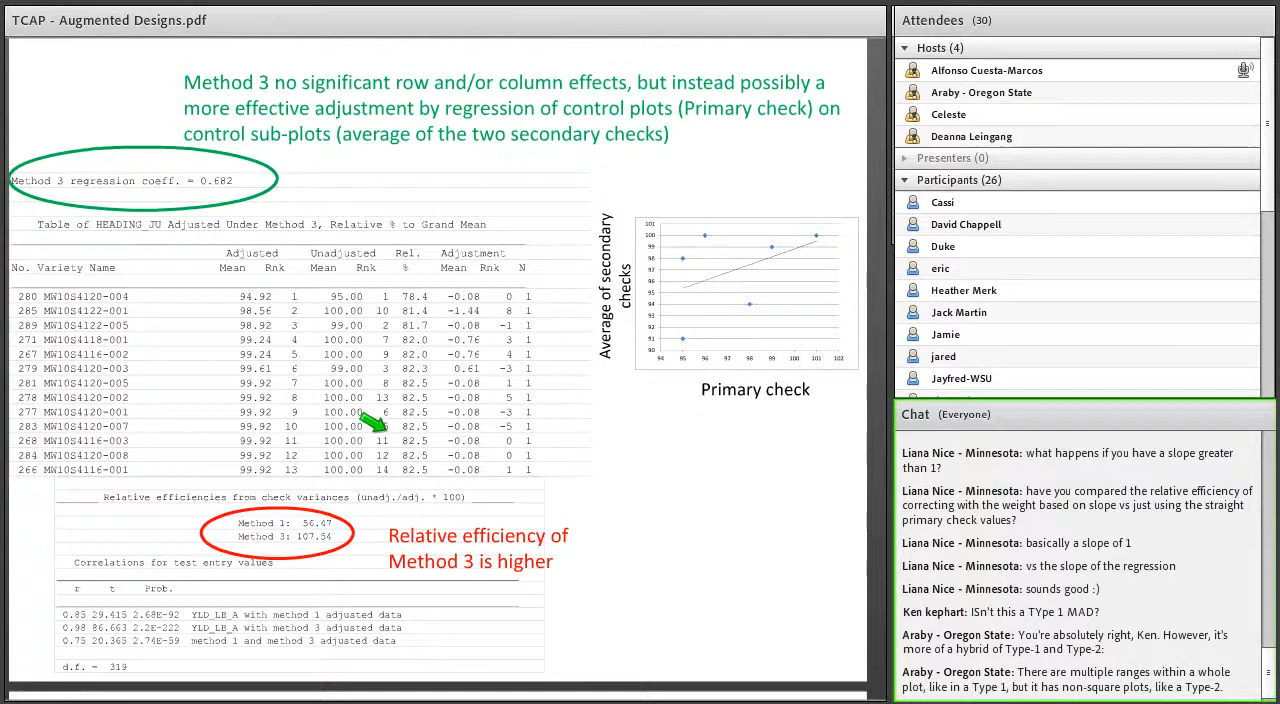 TCAP - Augmented Designs.pdf
Method 3 no significant row and/or column effects, but instead possibly a
more effective adjustment by regression of control plots (Primary check) on
control sub-plots (average of the two secondary checks)
Method 3 regression coeff. = 0.682
Table of HEADING_JU Adjusted Under Method 3, Relative % to Grand Mean
Adjusted Unadjusted Rel. Adjustment
No. Variety Name Mean Rnk Mean Rnk % Mean Rnk N
280 MW10S4120-004 94.92 1 95.00 1 78.4 -0.08 0 1
285 MW10S4122-001 98.56 2 100.00 10 81.4 -1.44 8 1
289 MW10S4122-005 98.92 3 99.00 2 81.7 -0.08 -1 1
271 MW10S4118-001 99.24 4 100.00 7 82.0 -0.76 3 1
267 MW10S4116-002 99.24 5 100.00 9 82.0 -0.76 4 1
279 MW10S4120-003 99.61 6 99.00 3 82.3 0.61 -3 1
281 MW10S4120-005 99.92 7 100.00 8 82.5 -0.08 1 1
278 MW10S4120-002 99.92 8 100.00 13 82.5 -0.08 5 1
277 MW10S4120-001 99.92 9 100.00 6 82.5 -0.08 -3 1
283 MW10S4120-007 99.92 10 100.00 82.5 -0.08 -5 1
268 MW10S4116-003 99.92 11 100.00 11 82.5 -0.08 0 1
284 MW10S4120-008 99.92 12 100.00 12 82.5 -0.08 0 1
266 MW10S4116-001 99.92 13 100.00 14 82.5 -0.08 1 1
Average of secondary
checks
101
100
99
98
97
96
95
94
93
92
91
90
94 95 96 97 98 99 100 101 102
Primary check
Relative efficiencies from check variances (unadj./adj. * 100)
Method 1: 56.47
Method 3: 107.54
Relative efficiency of
Method 3 is higher
Correlations for test entry values
r t Prob.
0.85 29.415 2.68E-92 YLD_LB_A with method 1 adjusted data
0.98 86.663 2.2E-222 YLD_LB_A with method 3 adjusted data
0.75 20.365 2.74E-59 method 1 and method 3 adjusted data
d.f. = 319
Attendees (30)
Hosts (4)
Alfonso Cuesta-Marcos
Araby - Oregon State
Celeste
Deanna Leingang
Presenters (0)
Participants (26)
Cassi
David Chappell
Duke
eric
Heather Merk
Jack Martin
Jamie
jared
Jayfred-WSU
Chat (Everyone)
Liana Nice - Minnesota: what happens if you have a slope greater
than 1?
Liana Nice - Minnesota: have you compared the relative efficiency of
correcting with the weight based on slope vs just using the straight
primary check values?
Liana Nice - Minnesota: basically a slope of 1
Liana Nice - Minnesota: vs the slope of the regression
Liana Nice - Minnesota: sounds good :)
Ken kephart: ISn't this a TYpe 1 MAD?
Araby - Oregon State: You're absolutely right, Ken. However, it's
more of a hybrid of Type-1 and Type-2:
Araby - Oregon State: There are multiple ranges within a whole
plot, like in a Type 1, but it has non-square plots, like a Type-2.